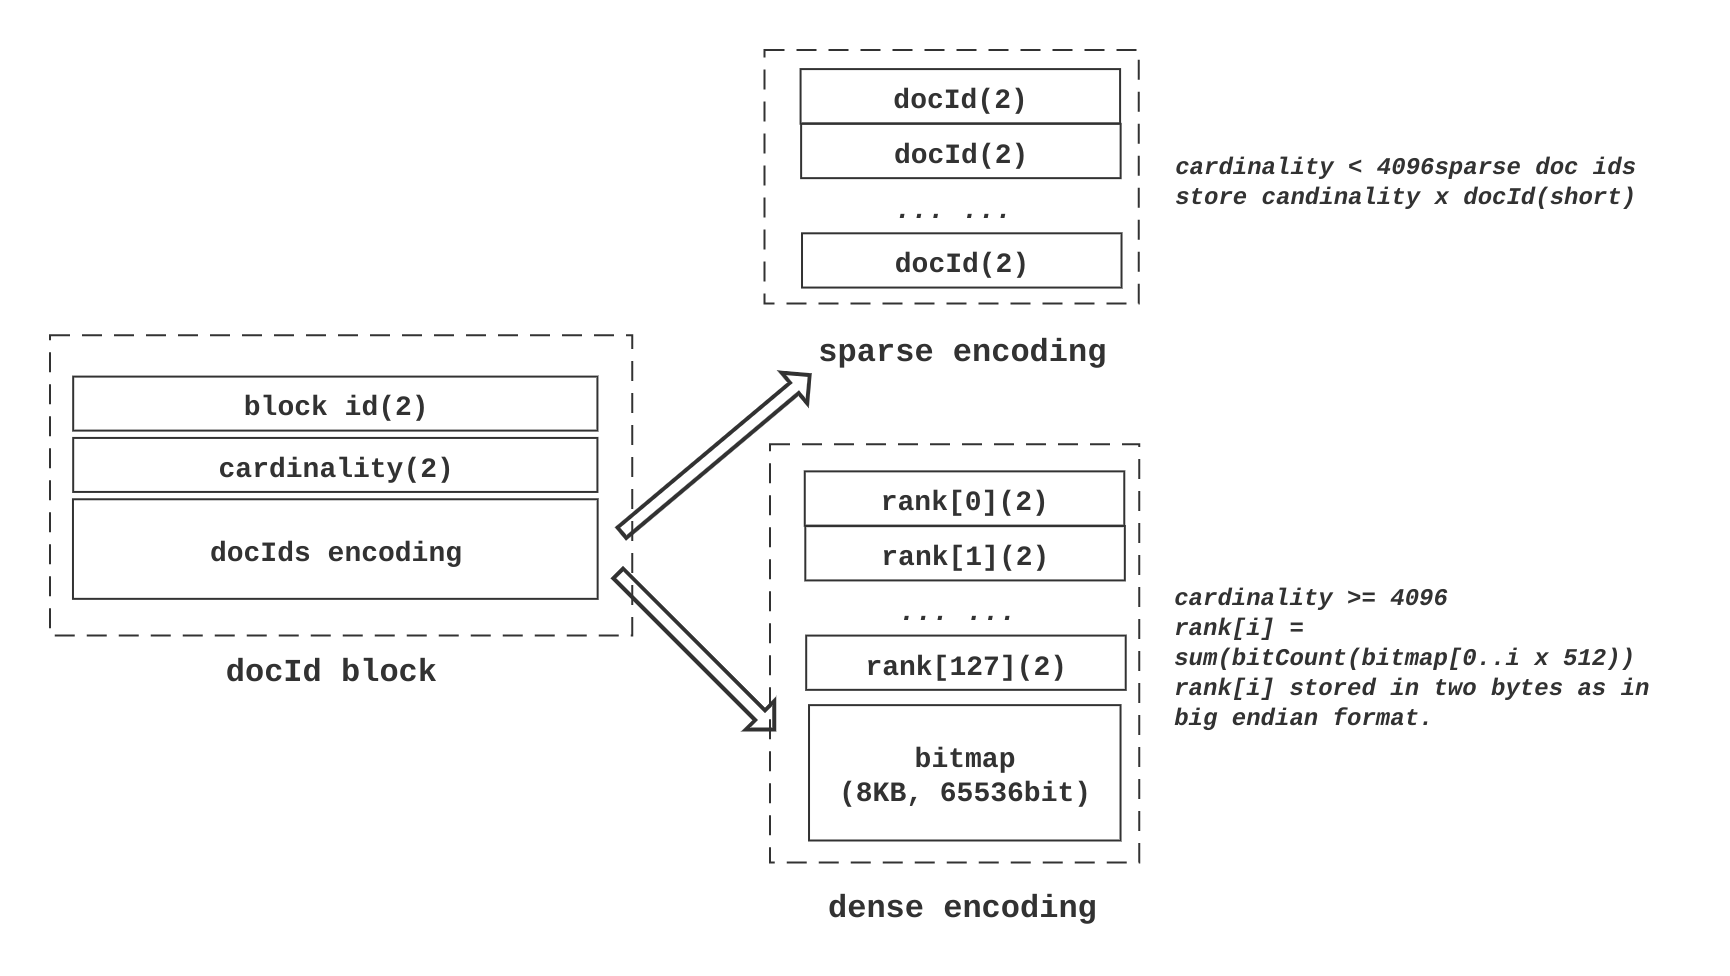 docId(2)
docId(2)
... ...
docId(2)
sparse encoding
cardinality < 4096sparse doc ids
store candinality x docId(short)
block id(2)
cardinality(2)
docIds encoding
docId block
rank[0](2)
rank[1](2)
... ...
rank[127](2)
bitmap
(8KB, 65536bit)
dense encoding
cardinality >= 4096
rank[i] =
sum(bitCount(bitmap[0..i x 512))
rank[i] stored in two bytes as in
big endian format.